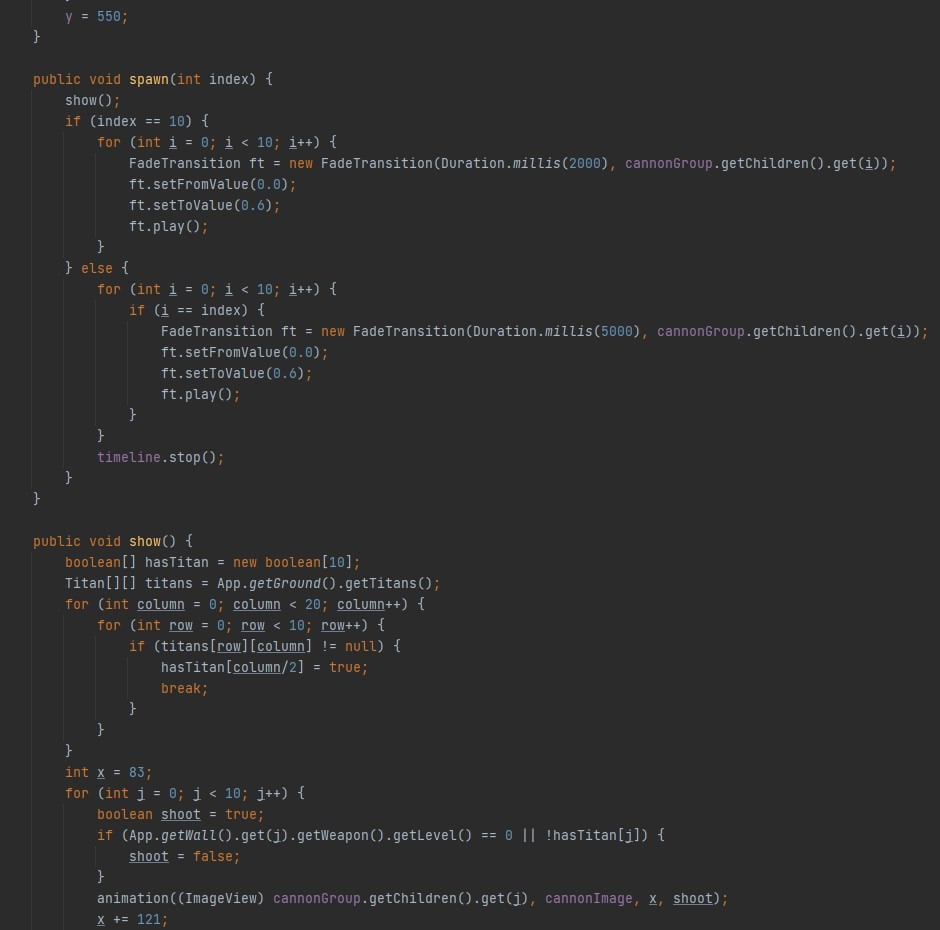 y = 550;
}
public void spawn(int index) {
show();
if (index == 10) {
for (int i = 0; i < 10; i++) {
FadeTransition ft = new FadeTransition(Duration.millis(2000), cannonGroup.getChildren().get(i));
ft.setFromValue(0.0);
ft.setToValue(0.6);
ft.play();
}
} else {
for (int i = 0; i < 10; i++) {
if (i == index) {
FadeTransition ft = new FadeTransition(Duration.millis(5000), cannonGroup.getChildren().get(i));
ft.setFromValue(0.0);
ft.setToValue(0.6);
ft.play();
}
}
timeline.stop();
}
}
public void show() {
boolean[] hasTitan = new boolean[10];
Titan[][] titans = App.getGround().getTitans();
for (int column = 0; column < 20; column++) {
for (int row = 0; row < 10; row++) {
if (titans[row][column] != null) {
hasTitan[column/2] = true;
break;
}
}
}
int x = 83;
for (int j = 0; j < 10; j++) {
boolean shoot = true;
if (App.getWall().get(j).getWeapon().getLevel() == 0 || !hasTitan[j]) {
shoot = false;
}
animation((ImageView) cannonGroup.getChildren().get(j), cannonImage, x, shoot);
x += 121;